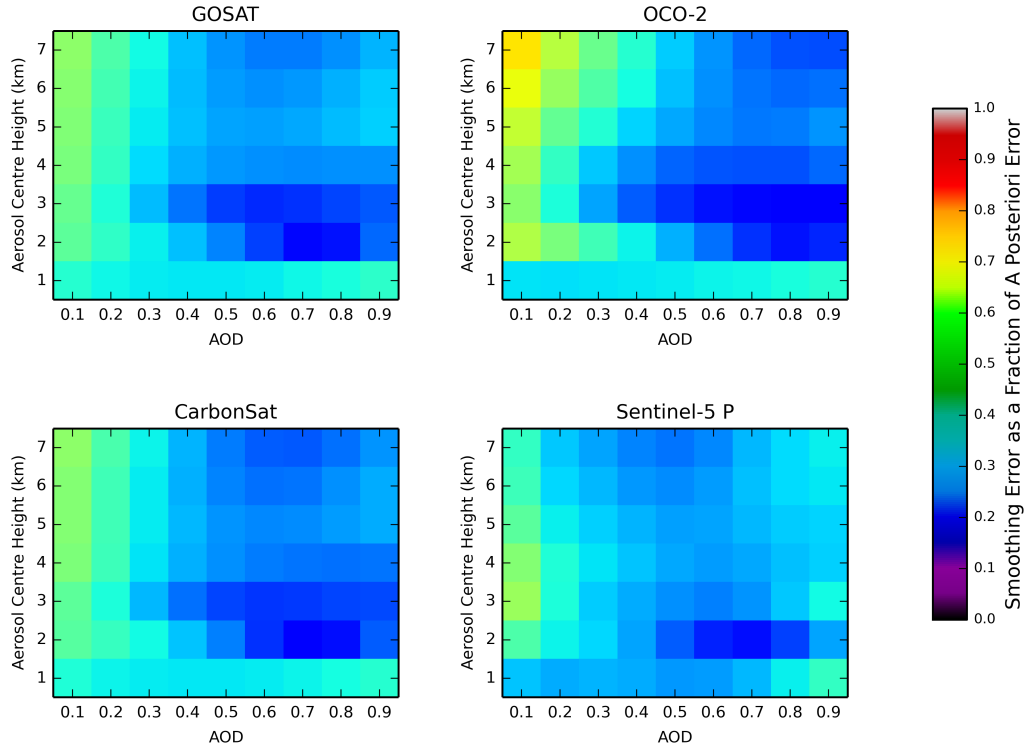 GOSAT
Aerosol Centre Height (km)
7
6
5
4
3
2
1
0.1 0.2 0.3 0.4 0.5 0.6 0.7 0.8 0.9
AOD
OCO-2
Aerosol Centre Height (km)
7
6
5
4
3
2
1
0.1 0.2 0.3 0.4 0.5 0.6 0.7 0.8 0.9
AOD
CarbonSat
Aerosol Centre Height (km)
7
6
5
4
3
2
1
0.1 0.2 0.3 0.4 0.5 0.6 0.7 0.8 0.9
AOD
Sentinel-5 P
Aerosol Centre Height (km)
7
6
5
4
3
2
1
0.1 0.2 0.3 0.4 0.5 0.6 0.7 0.8 0.9
AOD
1.0
0.9
0.8
0.7
0.6
0.5
0.4
0.3
0.2
0.1
0.0
Smoothing Error as a Fraction of A Posteriori Error